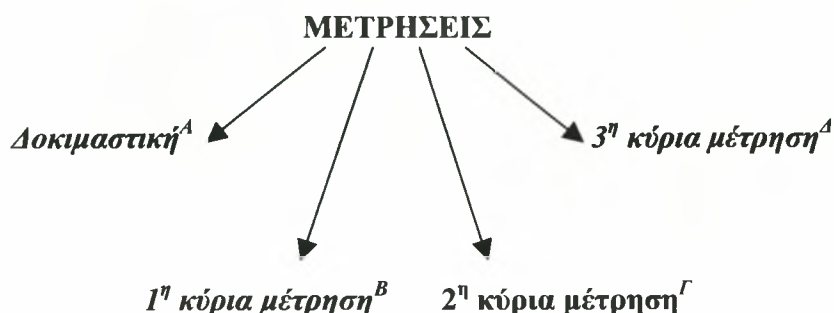 ΜΕΤΡΗΣΕΙΣ
Δοκιμαστική^Α 3^η κύρια μέτρηση^Δ
1^η κύρια μέτρηση^Β 2^η κύρια μέτρηση^Γ